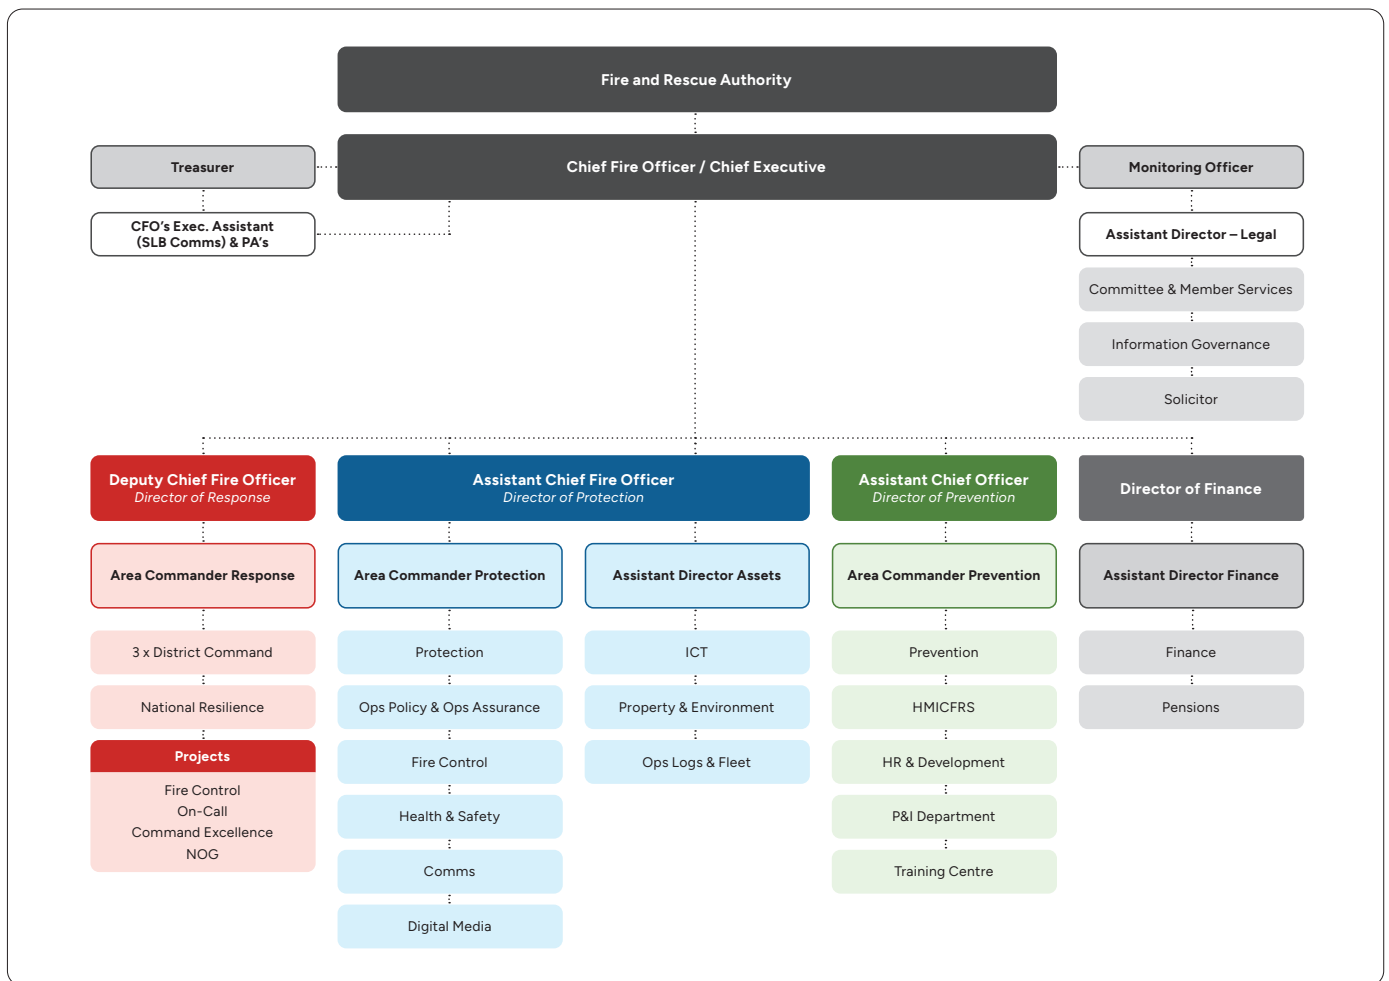 Fire and Rescue Authority
Chief Fire Officer / Chief Executive
Treasurer
CFO’s Exec. Assistant
(SLB Comms) & PA’s
Monitoring Officer
Assistant Director – Legal
Committee & Member Services
Information Governance
Solicitor
Deputy Chief Fire Officer
Director of Response
Area Commander Response
3 x District Command
National Resilience
Projects
Fire Control
On-Call
Command Excellence
NOG
Assistant Chief Fire Officer
Director of Protection
Area Commander Protection
Protection
Ops Policy & Ops Assurance
Fire Control
Health & Safety
Comms
Digital Media
Assistant Director Assets
ICT
Property & Environment
Ops Logs & Fleet
Assistant Chief Officer
Director of Prevention
Area Commander Prevention
Prevention
HMICFRS
HR & Development
P&I Department
Training Centre
Director of Finance
Assistant Director Finance
Finance
Pensions